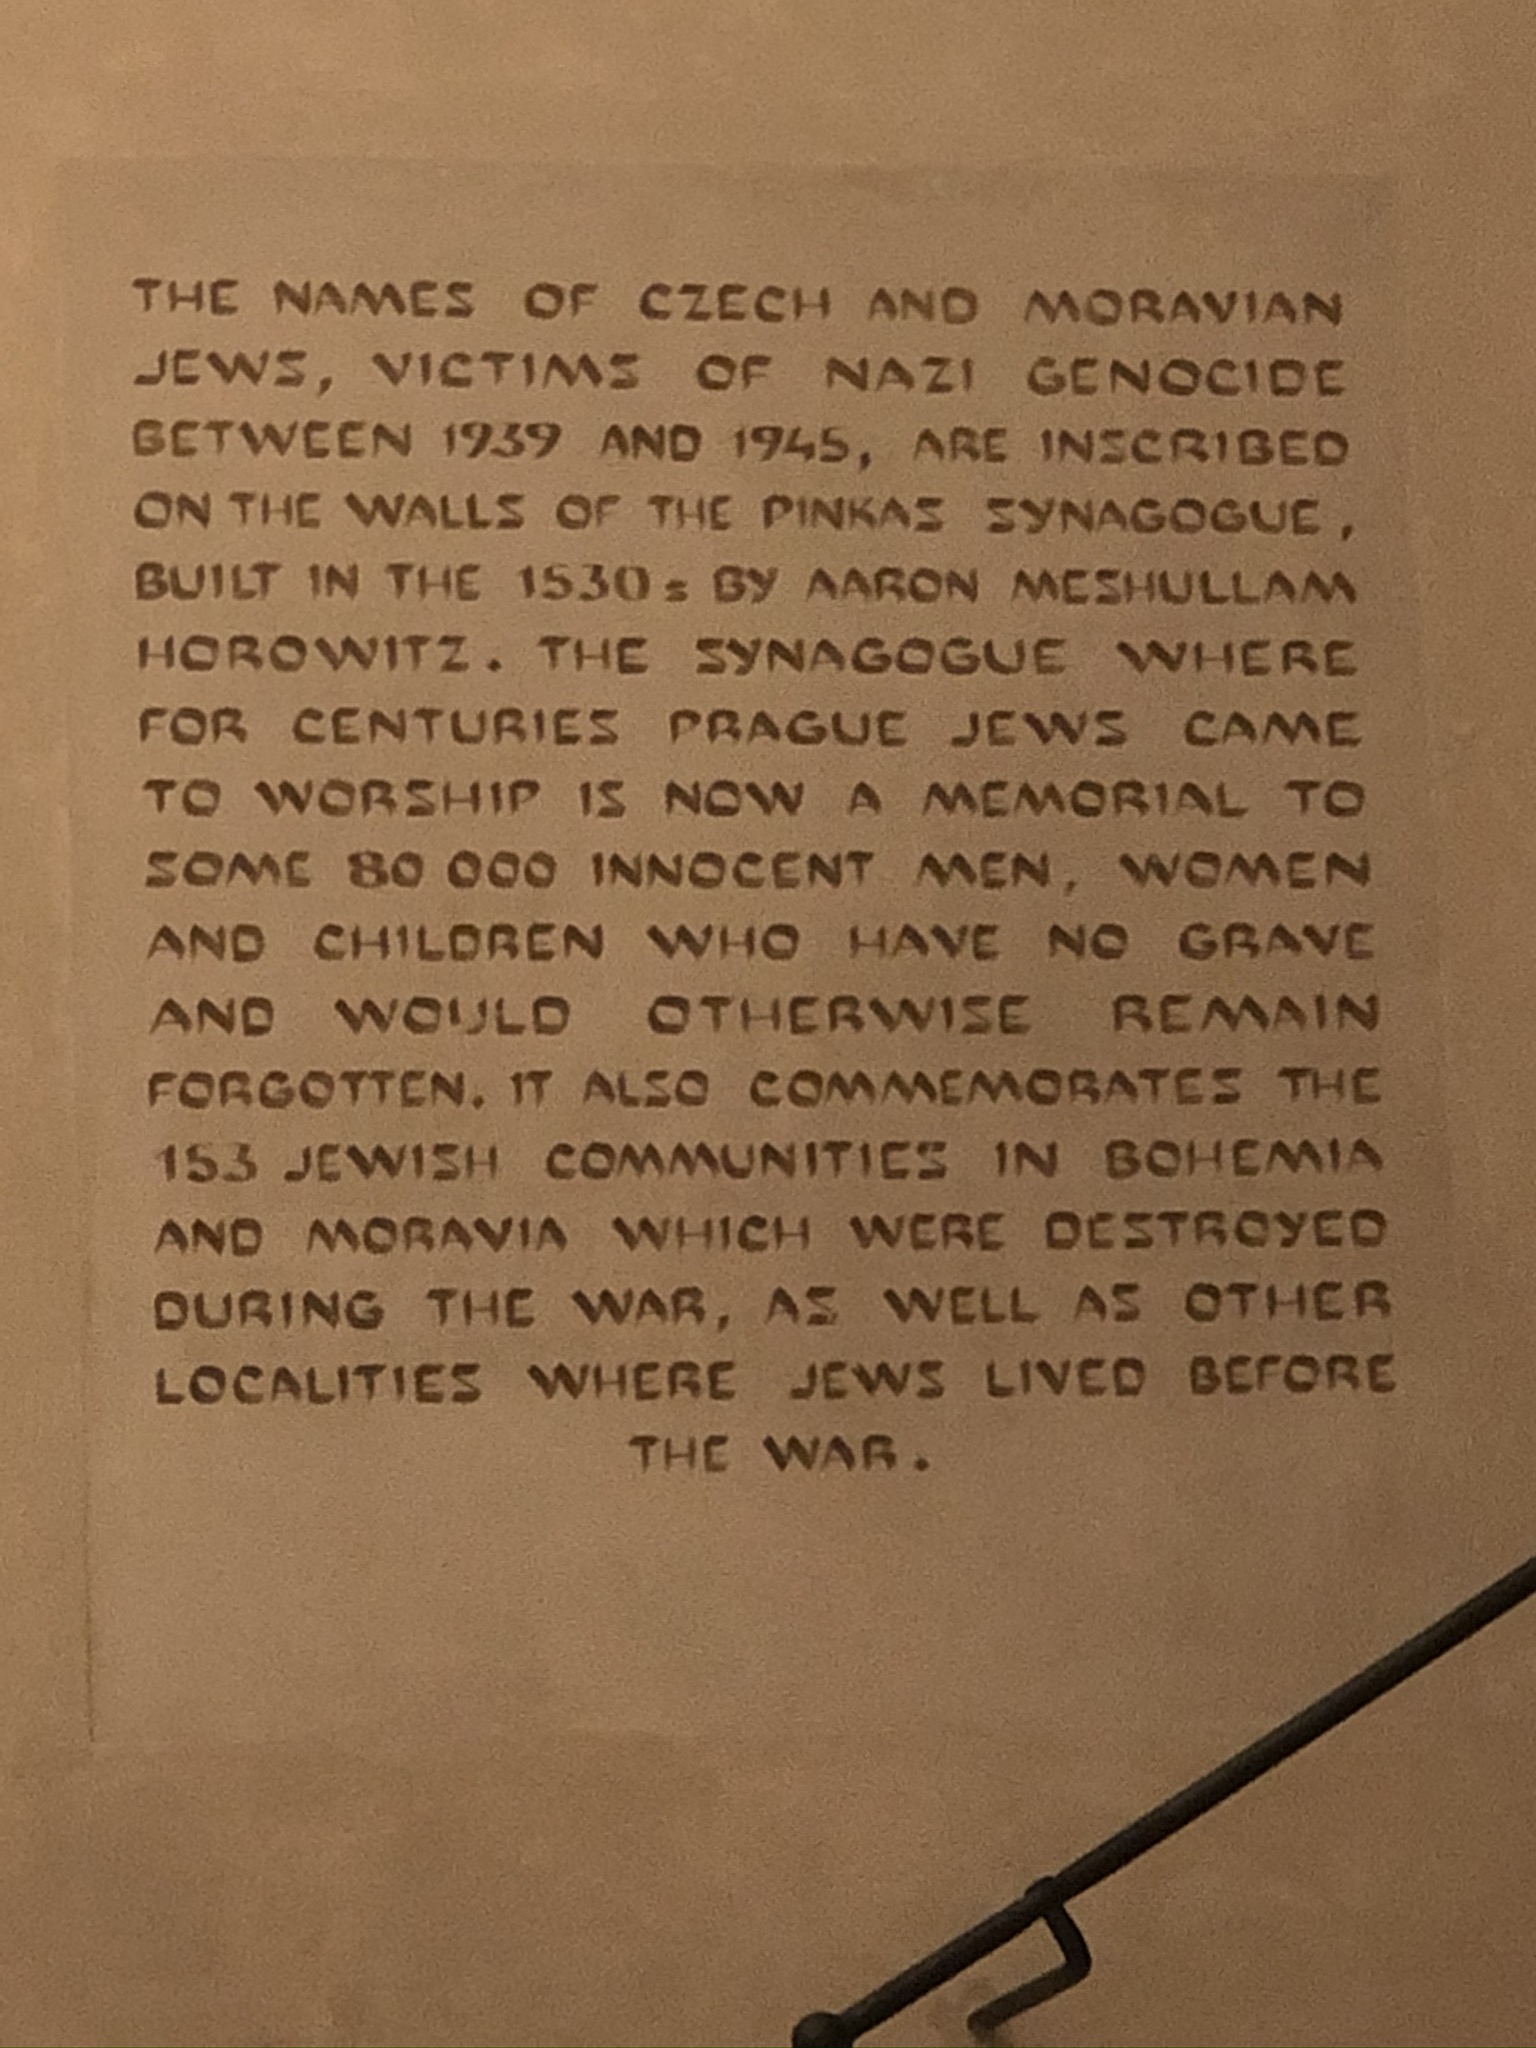 THE NAMES OF CZECH AND MORAVIAN
JEWS, VICTIMS OF NAZI GENOCIDE
BETWEEN 1939 AND 1945, ARE INSCRIBED
ON THE WALLS OF THE PINKAS SYNAGOGUE,
BUILT IN THE 1530s BY AARON MESHULLAM
HOROWITZ. THE SYNAGOGUE WHERE
FOR CENTURIES PRAGUE JEWS CAME
TO WORSHIP IS NOW A MEMORIAL TO
SOME 80 000 INNOCENT MEN, WOMEN
AND CHILDREN WHO HAVE NO GRAVE
AND WOULD OTHERWISE REMAIN
FORGOTTEN. IT ALSO COMMEMORATES THE
153 JEWISH COMMUNITIES IN BOHEMIA
AND MORAVIA WHICH WERE DESTROYED
DURING THE WAR, AS WELL AS OTHER
LOCALITIES WHERE JEWS LIVED BEFORE
THE WAR.